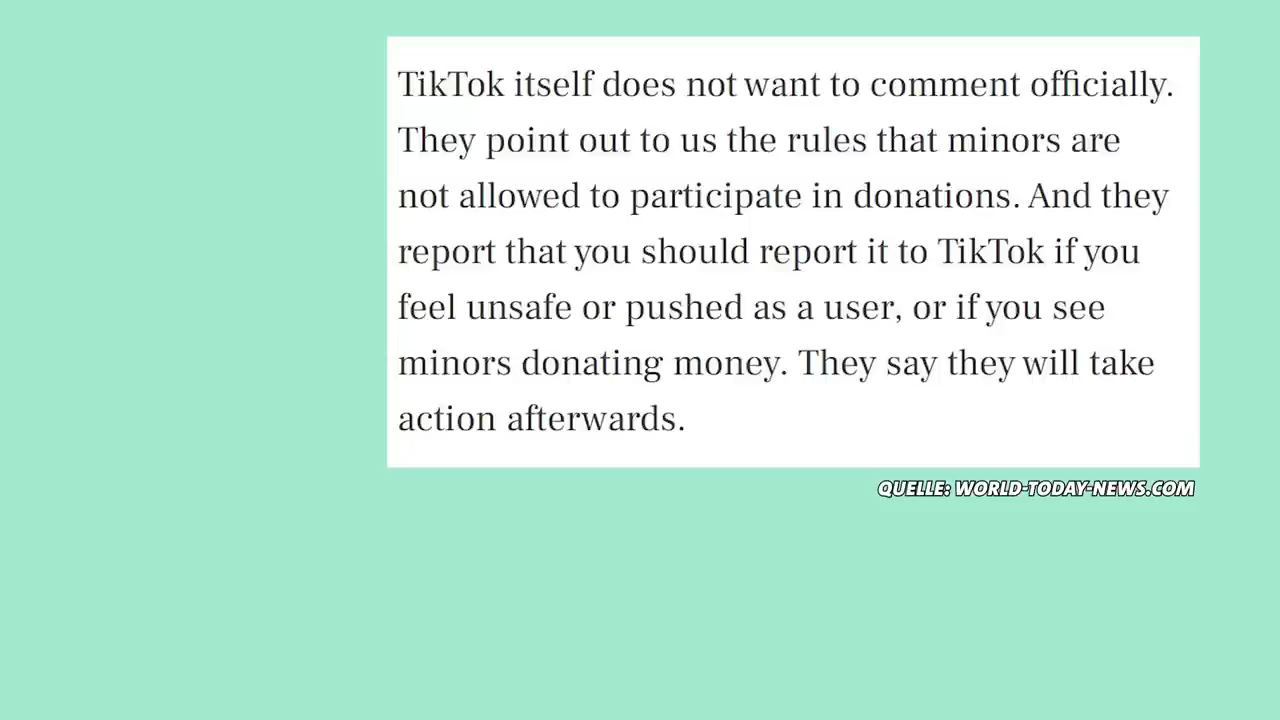 TikTok itself does not want to comment officially.
They point out to us the rules that minors are
not allowed to participate in donations. And they
report that you should report it to TikTok if you
feel unsafe or pushed as a user, or if you see
minors donating money. They say they will take
action afterwards.
QUELLE: WORLD-TODAY-NEWS.COM